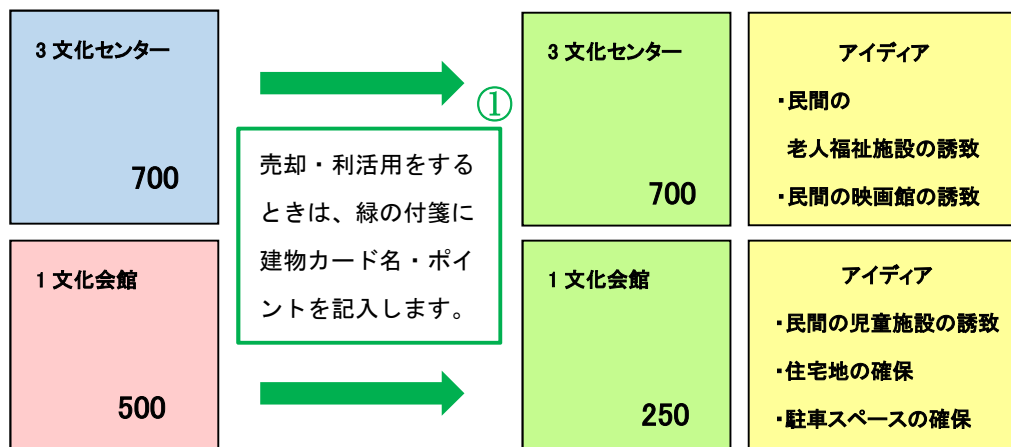 3 文化センター
700
①
売却・利活用をする
ときは、緑の付箋に
建物カード名・ポイ
ントを記入します。
3 文化センター
700
アイディア
・民間の
老人福祉施設の誘致
・民間の映画館の誘致
1 文化会館
500
1 文化会館
250
アイディア
・民間の児童施設の誘致
・住宅地の確保
・駐車スペースの確保